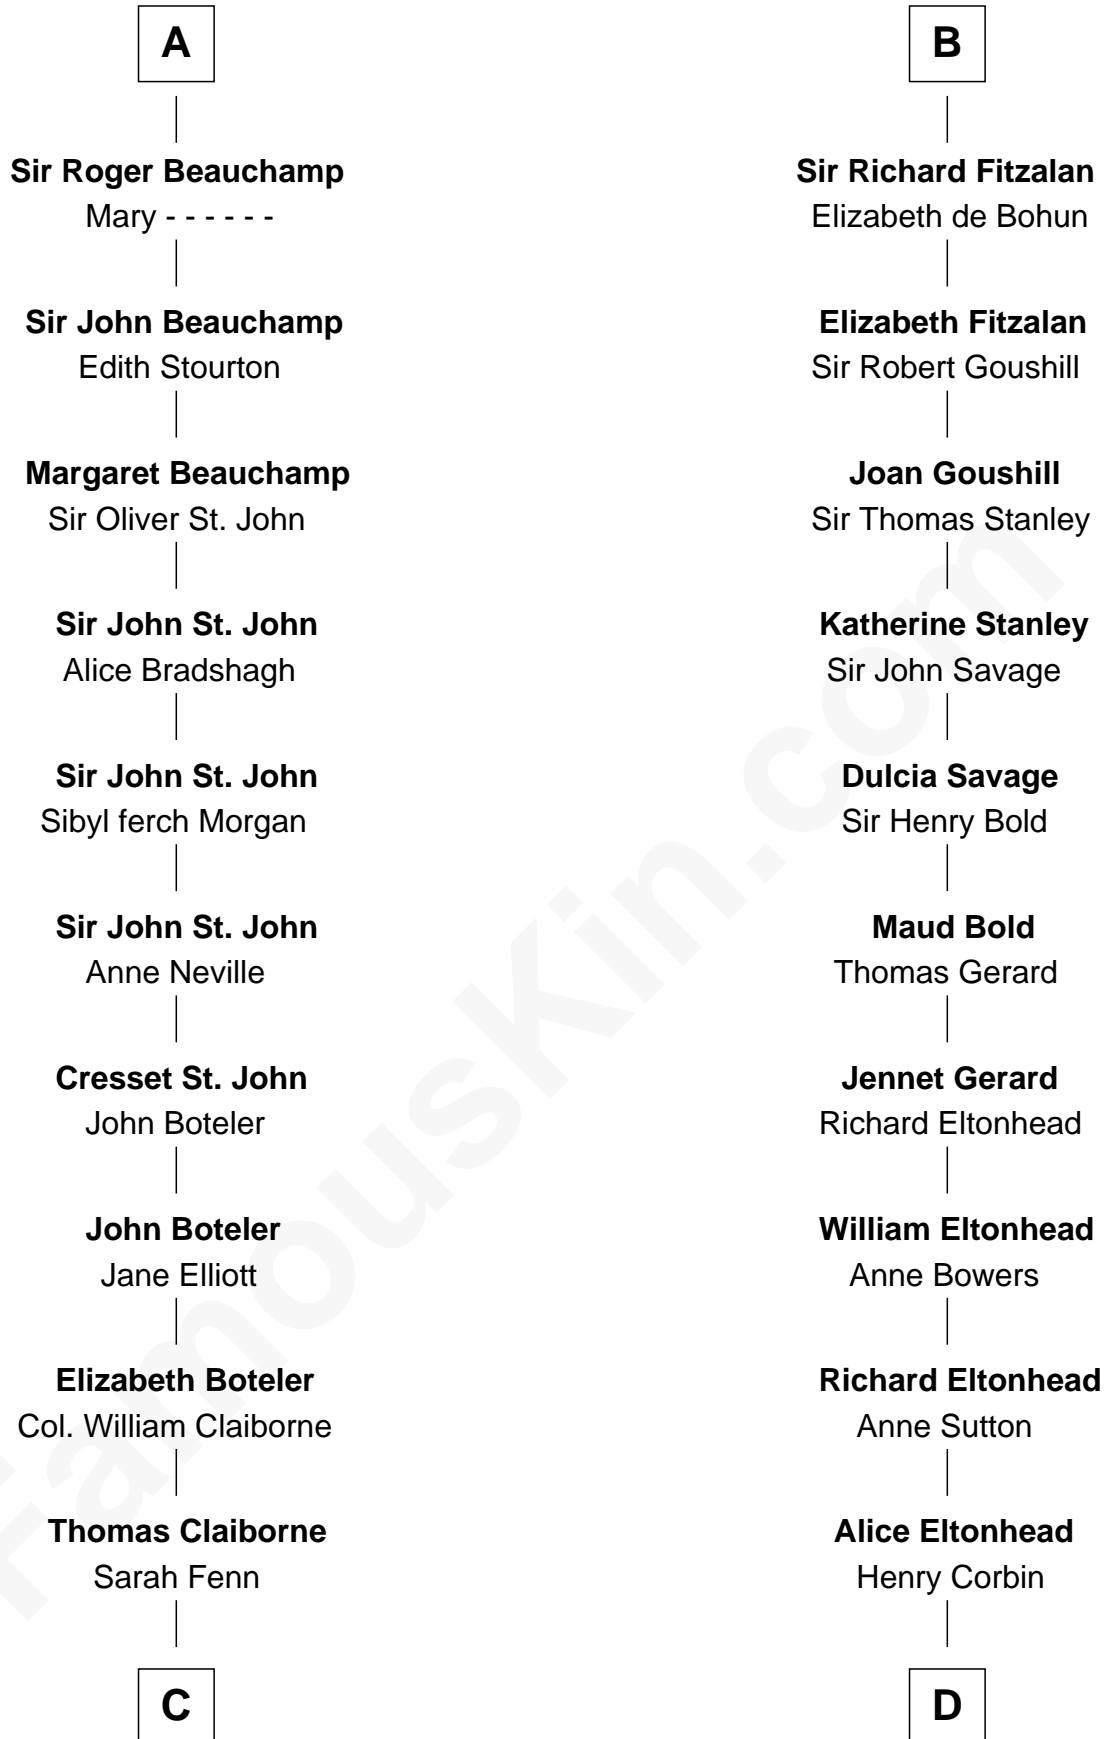 A
Sir Roger Beauchamp
Mary - - - - - -
Sir John Beauchamp
Edith Stourton
Margaret Beauchamp
Sir Oliver St. John
Sir John St. John
Alice Bradshagh
Sir John St. John
Sibyl ferch Morgan
Sir John St. John
Anne Neville
Cresset St. John
John Boteler
John Boteler
Jane Elliott
Elizabeth Boteler
Col. William Claiborne
Thomas Claiborne
Sarah Fenn
C
B
Sir Richard Fitzalan
Elizabeth de Bohun
Elizabeth Fitzalan
Sir Robert Goushill
Joan Goushill
Sir Thomas Stanley
Katherine Stanley
Sir John Savage
Dulcia Savage
Sir Henry Bold
Maud Bold
Thomas Gerard
Jennet Gerard
Richard Eltonhead
William Eltonhead
Anne Bowers
Richard Eltonhead
Anne Sutton
Alice Eltonhead
Henry Corbin
D
FamousKin.com